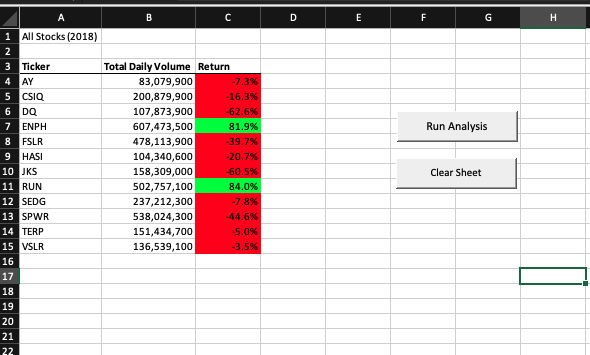 A B C D E F G H
1 All Stocks (2018)
2
3 Ticker Total Daily Volume Return
4 AY 83,079,900 -7.3%
5 CSIQ 200,879,900 -16.3%
6 DQ 107,873,900 -62.6%
7 ENPH 607,473,500 81.9%
Run Analysis
8 FSLR 478,113,900 -39.7%
9 HASI 104,340,600 -20.7%
10 JKS 158,309,000 -60.5%
Clear Sheet
11 RUN 502,757,100 84.0%
12 SEDG 237,212,300 -7.8%
13 SPWR 538,024,300 -44.6%
14 TERP 151,434,700 -5.0%
15 VSLR 136,539,100 -3.5%
16
17
18
19
20
21
22